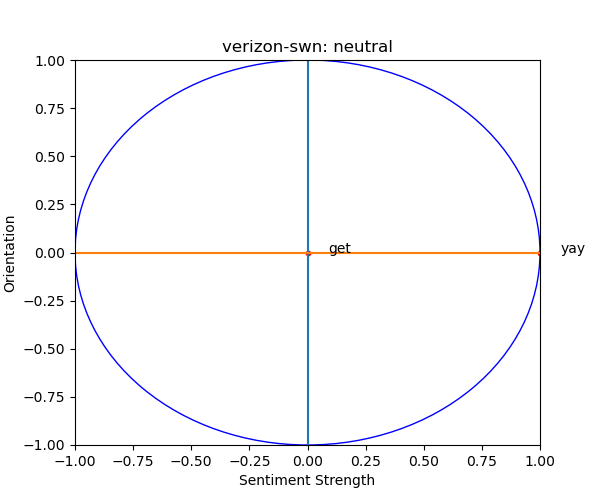 verizon-swn: neutral
1.00
0.75
0.50
0.25
0.00
−0.25
−0.50
−0.75
−1.00
Orientation
get
yay
−1.00 −0.75 −0.50 −0.25 0.00 0.25 0.50 0.75 1.00
Sentiment Strength